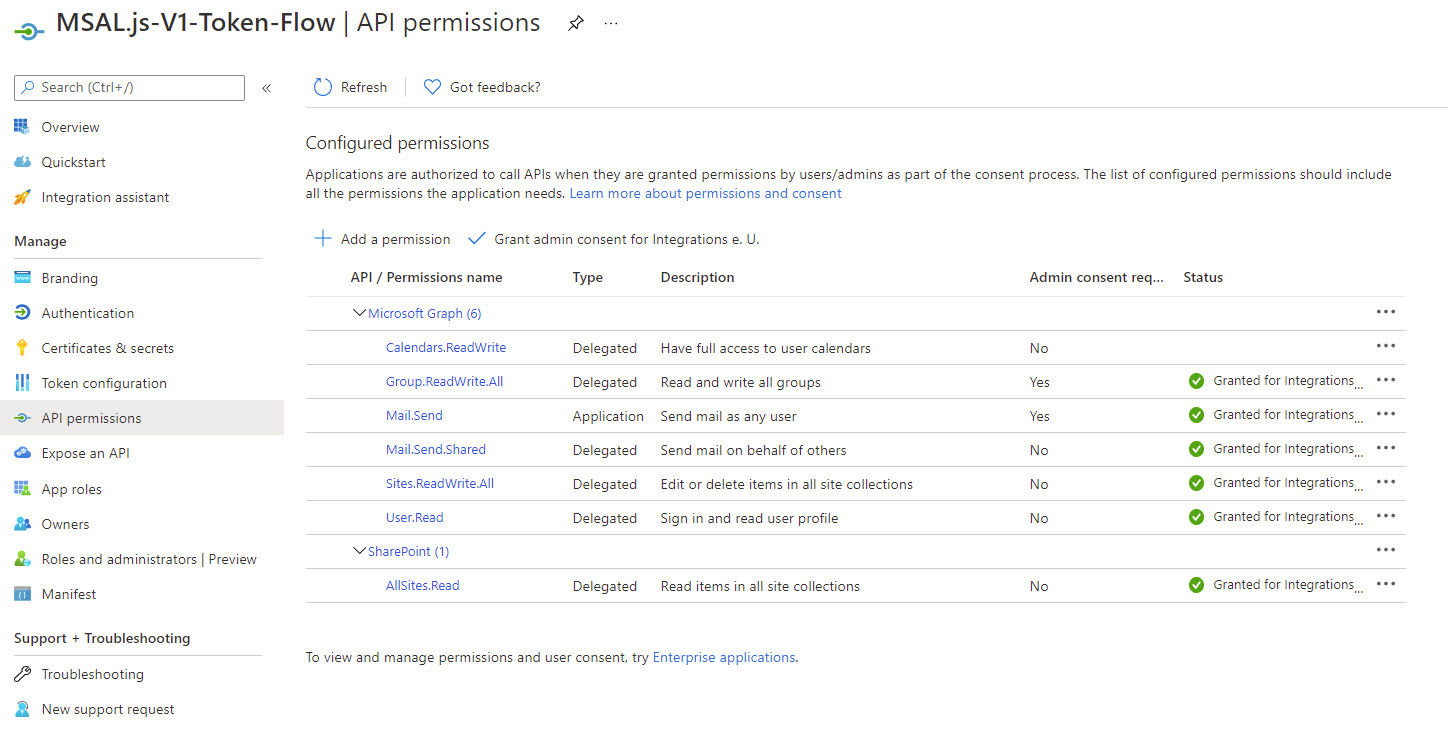 MSAL.js-V1-Token-Flow | API permissions ...
Search (Ctrl+/) «
Overview
Quickstart
Integration assistant
Manage
Branding
Authentication
Certificates & secrets
Token configuration
API permissions
Expose an API
App roles
Owners
Roles and administrators | Preview
Manifest
Support + Troubleshooting
Troubleshooting
New support request
Refresh Got feedback?
Configured permissions
Applications are authorized to call APIs when they are granted permissions by users/admins as part of the consent process. The list of configured permissions should include
all the permissions the application needs. Learn more about permissions and consent
Add a permission Grant admin consent for Integrations e. U.
API / Permissions name Type Description Admin consent req... Status
Microsoft Graph (6) ...
Calendars.ReadWrite Delegated Have full access to user calendars No ...
Group.ReadWrite.All Delegated Read and write all groups Yes Granted for Integrations... ...
Mail.Send Application Send mail as any user Yes Granted for Integrations... ...
Mail.Send.Shared Delegated Send mail on behalf of others No Granted for Integrations... ...
Sites.ReadWrite.All Delegated Edit or delete items in all site collections No Granted for Integrations... ...
User.Read Delegated Sign in and read user profile No Granted for Integrations... ...
SharePoint (1) ...
AllSites.Read Delegated Read items in all site collections No Granted for Integrations... ...
To view and manage permissions and user consent, try Enterprise applications.